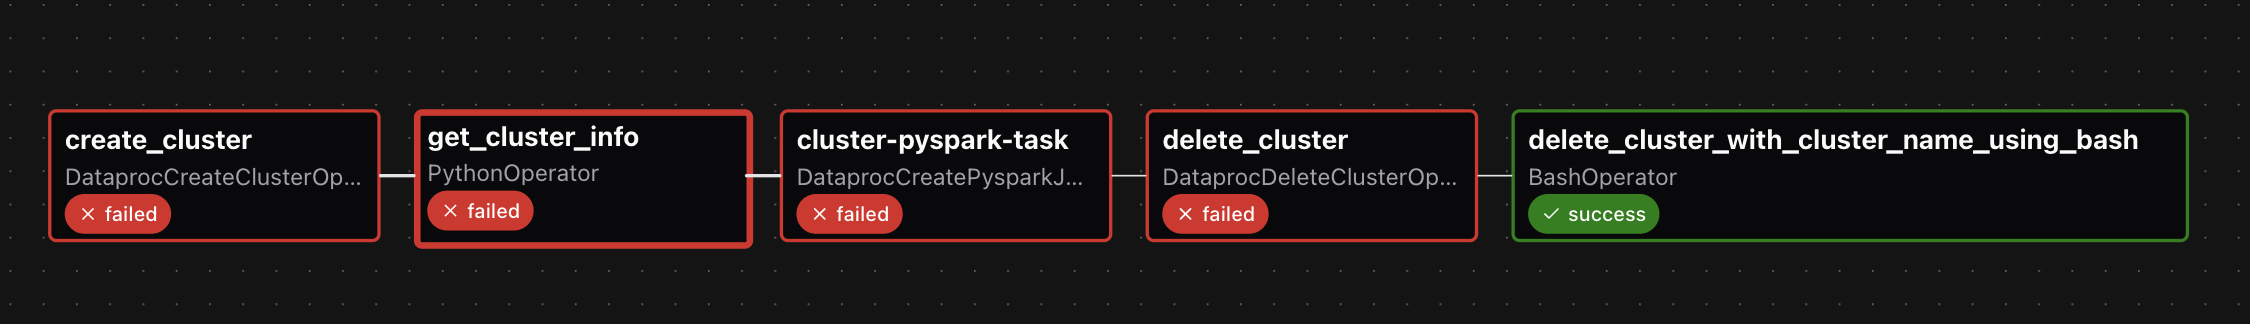 create_cluster
DataprocCreateClusterOp...
failed
get_cluster_info
PythonOperator
failed
cluster-pyspark-task
DataprocCreatePysparkJ...
failed
delete_cluster
DataprocDeleteClusterOp...
failed
delete_cluster_with_cluster_name_using_bash
BashOperator
success